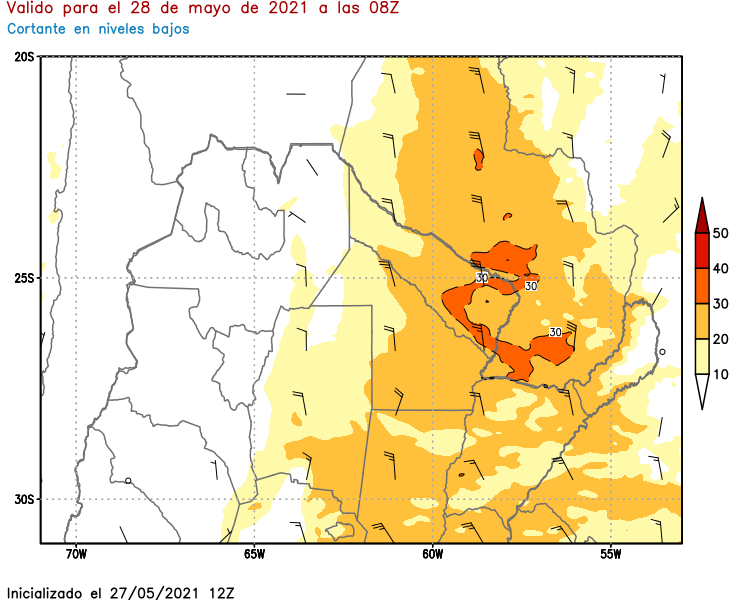 Valido para el 28 de mayo de 2021 a las 08Z
Cortante en niveles bajos
20S
25S
30S
70W
65W
60W
55W
30
30
30
50
40
30
20
10
Inicializado el 27/05/2021 12Z